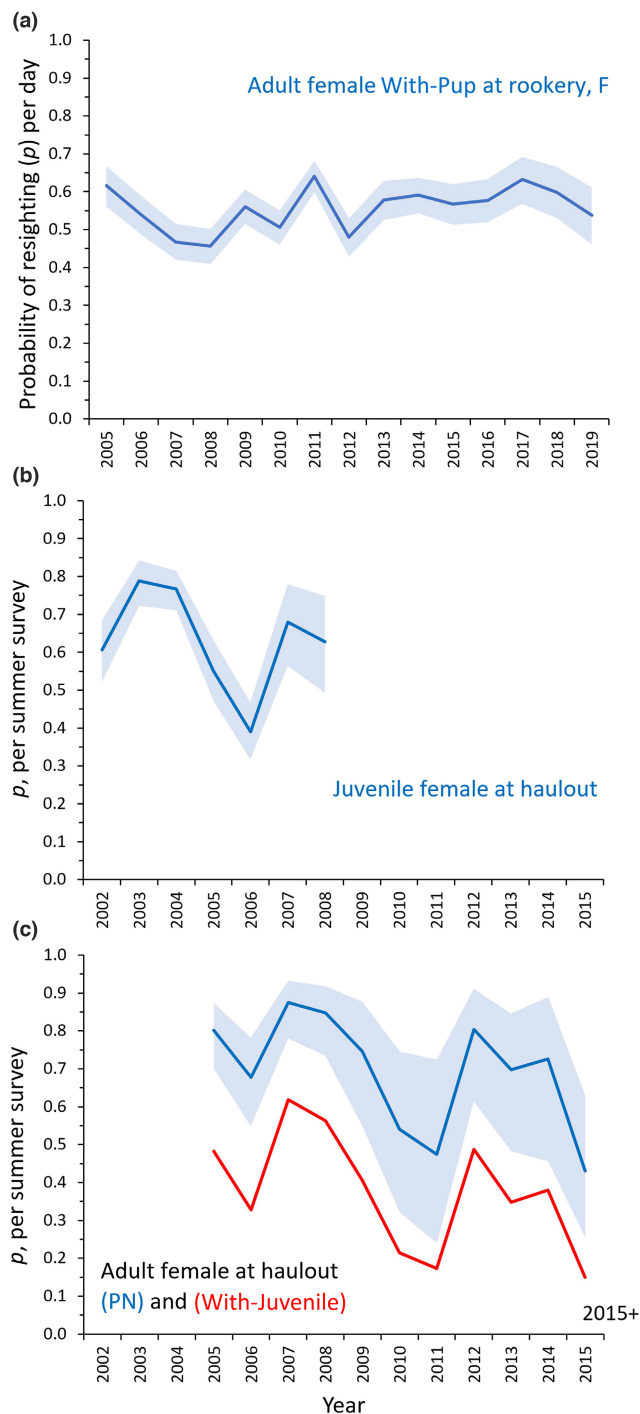 (a)
1.0
0.9
0.8
0.7
0.6
0.5
0.4
0.3
0.2
0.1
0.0
Probability of resighting (p) per day
Adult female With-Pup at rookery, F
2005 2006 2007 2008 2009 2010 2011 2012 2013 2014 2015 2016 2017 2018 2019
(b)
1.0
0.9
0.8
0.7
0.6
0.5
0.4
0.3
0.2
0.1
0.0
p, per summer survey
Juvenile female at haulout
2002 2003 2004 2005 2006 2007 2008 2009 2010 2011 2012 2013 2014 2015
(c)
1.0
0.9
0.8
0.7
0.6
0.5
0.4
0.3
0.2
0.1
0.0
p, per summer survey
Adult female at haulout
(PN) and (With-Juvenile)
2015+
2002 2003 2004 2005 2006 2007 2008 2009 2010 2011 2012 2013 2014 2015
Year